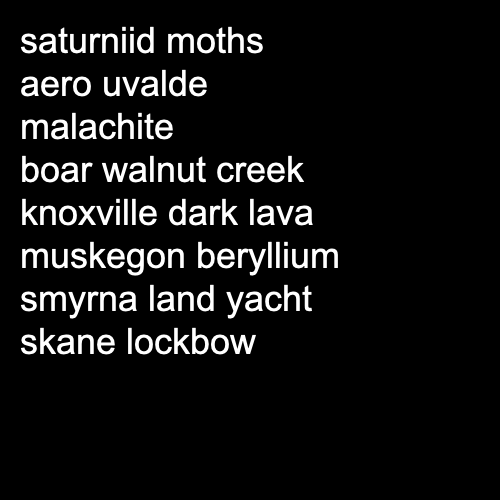 saturniid moths
aero uvalde
malachite
boar walnut creek
knoxville dark lava
muskegon beryllium
smyrna land yacht
skane lockbow